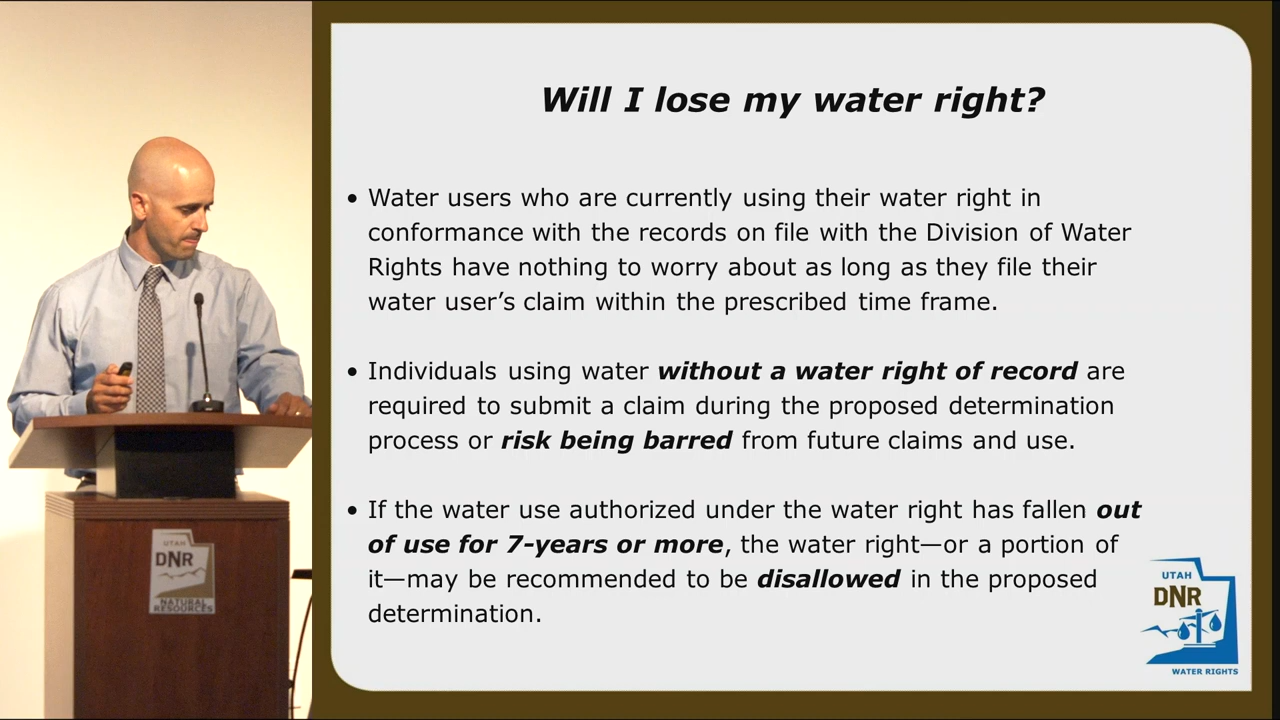 Will I lose my water right?
• Water users who are currently using their water right in
conformance with the records on file with the Division of Water
Rights have nothing to worry about as long as they file their
water user’s claim within the prescribed time frame.
• Individuals using water without a water right of record are
required to submit a claim during the proposed determination
process or risk being barred from future claims and use.
• If the water use authorized under the water right has fallen out
of use for 7-years or more, the water right—or a portion of
it—may be recommended to be disallowed in the proposed
determination.
UTAH
DNR
WATER RIGHTS
UTAH
DNR
NATURAL
RESOURCES